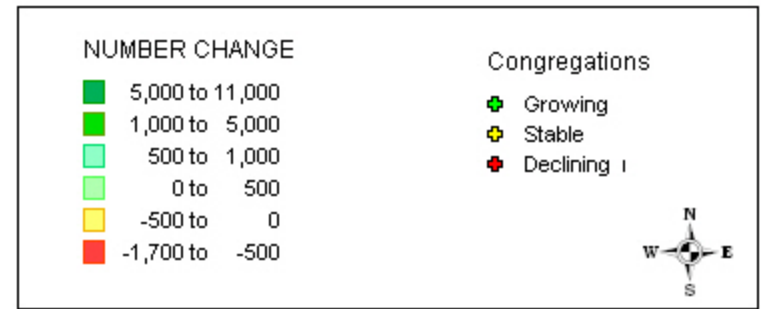 NUMBER CHANGE
5,000 to 11,000
1,000 to 5,000
500 to 1,000
0 to 500
-500 to 0
-1,700 to -500
Congregations
Growing
Stable
Declining
N
W E
S